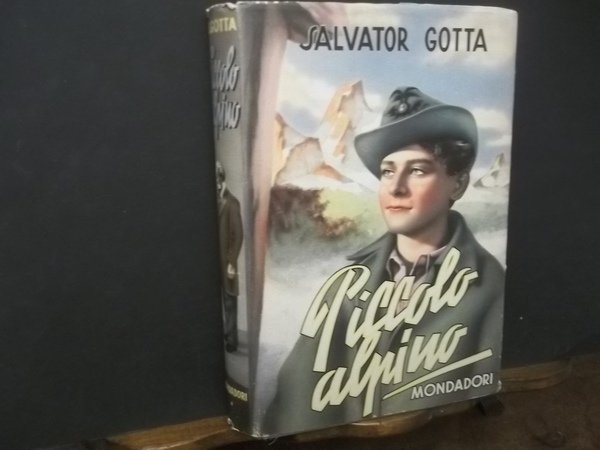 GOTTA
Piccolo
alpino
MONDADORI
SALVATOR GOTTA
Piccolo
alpino
MONDADORI